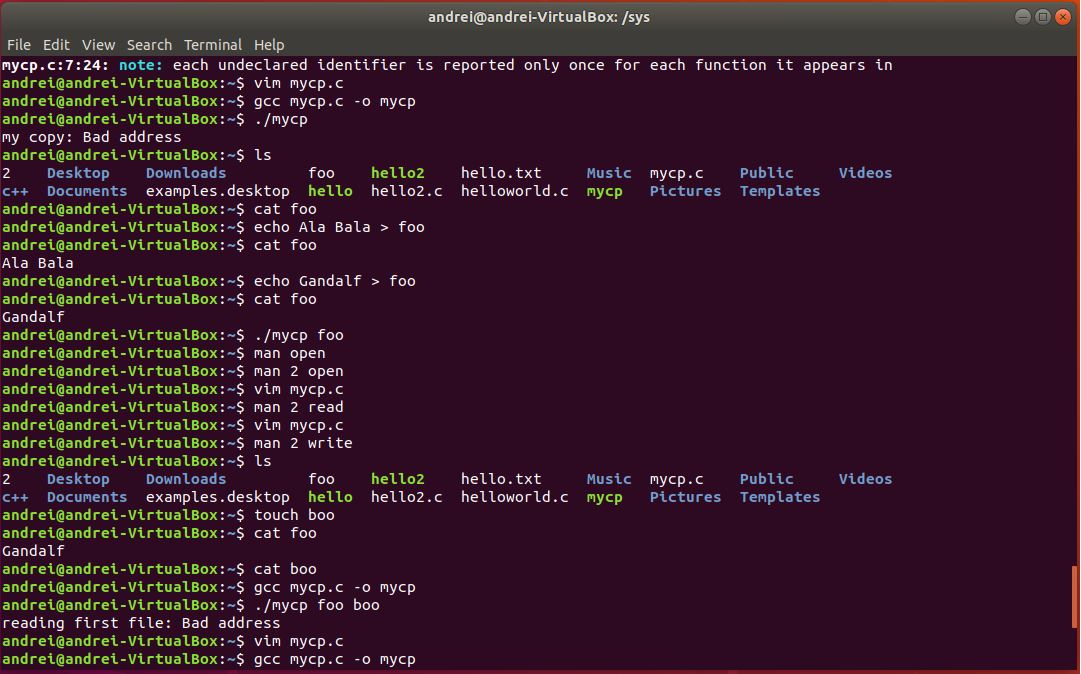 andrei@andrei-VirtualBox: /sys
File Edit View Search Terminal Help
mycp.c:7:24: note: each undeclared identifier is reported only once for each function it appears in
andrei@andrei-VirtualBox:~$ vim mycp.c
andrei@andrei-VirtualBox:~$ gcc mycp.c -o mycp
andrei@andrei-VirtualBox:~$ ./mycp
my copy: Bad address
andrei@andrei-VirtualBox:~$ ls
2    Desktop    Downloads         foo    hello2    hello.txt     Music  mycp.c    Public     Videos
c++  Documents  examples.desktop  hello  hello2.c  helloworld.c  mycp   Pictures  Templates
andrei@andrei-VirtualBox:~$ cat foo
andrei@andrei-VirtualBox:~$ echo Ala Bala > foo
andrei@andrei-VirtualBox:~$ cat foo
Ala Bala
andrei@andrei-VirtualBox:~$ echo Gandalf > foo
andrei@andrei-VirtualBox:~$ cat foo
Gandalf
andrei@andrei-VirtualBox:~$ ./mycp foo
andrei@andrei-VirtualBox:~$ man open
andrei@andrei-VirtualBox:~$ man 2 open
andrei@andrei-VirtualBox:~$ vim mycp.c
andrei@andrei-VirtualBox:~$ man 2 read
andrei@andrei-VirtualBox:~$ vim mycp.c
andrei@andrei-VirtualBox:~$ man 2 write
andrei@andrei-VirtualBox:~$ ls
2    Desktop    Downloads         foo    hello2    hello.txt     Music  mycp.c    Public     Videos
c++  Documents  examples.desktop  hello  hello2.c  helloworld.c  mycp   Pictures  Templates
andrei@andrei-VirtualBox:~$ touch boo
andrei@andrei-VirtualBox:~$ cat foo
Gandalf
andrei@andrei-VirtualBox:~$ cat boo
andrei@andrei-VirtualBox:~$ gcc mycp.c -o mycp
andrei@andrei-VirtualBox:~$ ./mycp foo boo
reading first file: Bad address
andrei@andrei-VirtualBox:~$ vim mycp.c
andrei@andrei-VirtualBox:~$ gcc mycp.c -o mycp